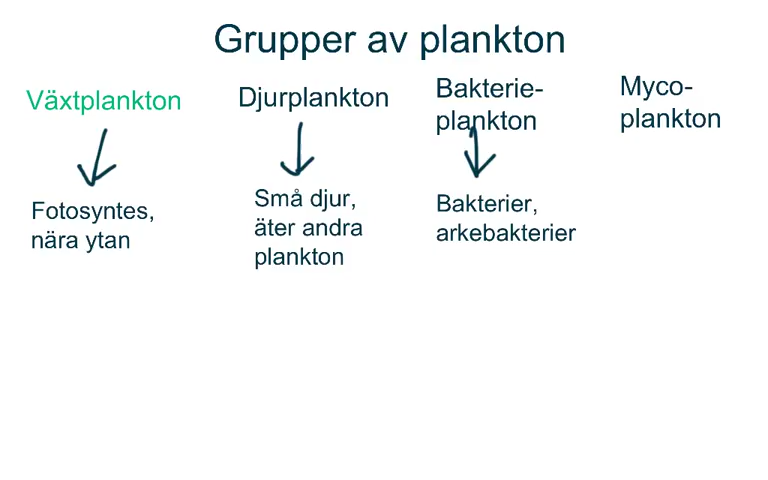 Grupper av plankton
Växtplankton
Djurplankton
Bakterie-
plankton
Myco-
plankton
Fotosyntes,
nära ytan
Små djur,
äter andra
plankton
Bakterier,
arkebakterier